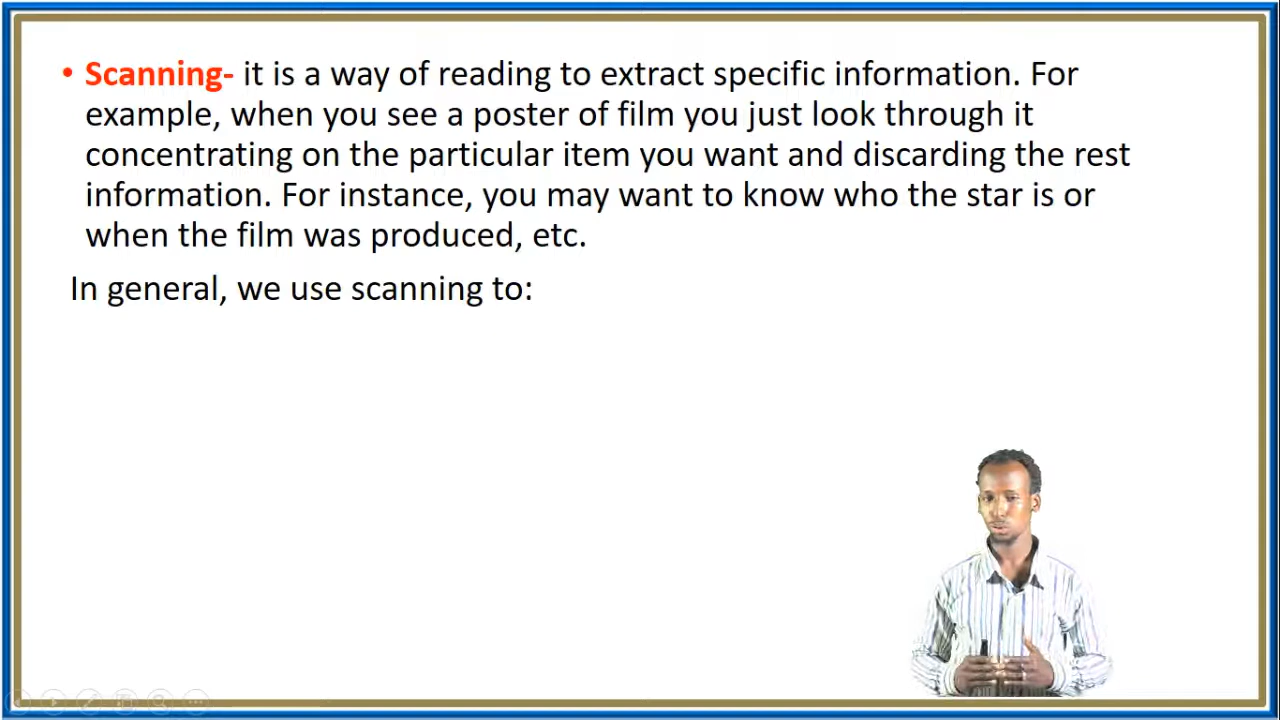 • Scanning- it is a way of reading to extract specific information. For
example, when you see a poster of film you just look through it
concentrating on the particular item you want and discarding the rest
information. For instance, you may want to know who the star is or
when the film was produced, etc.
In general, we use scanning to: